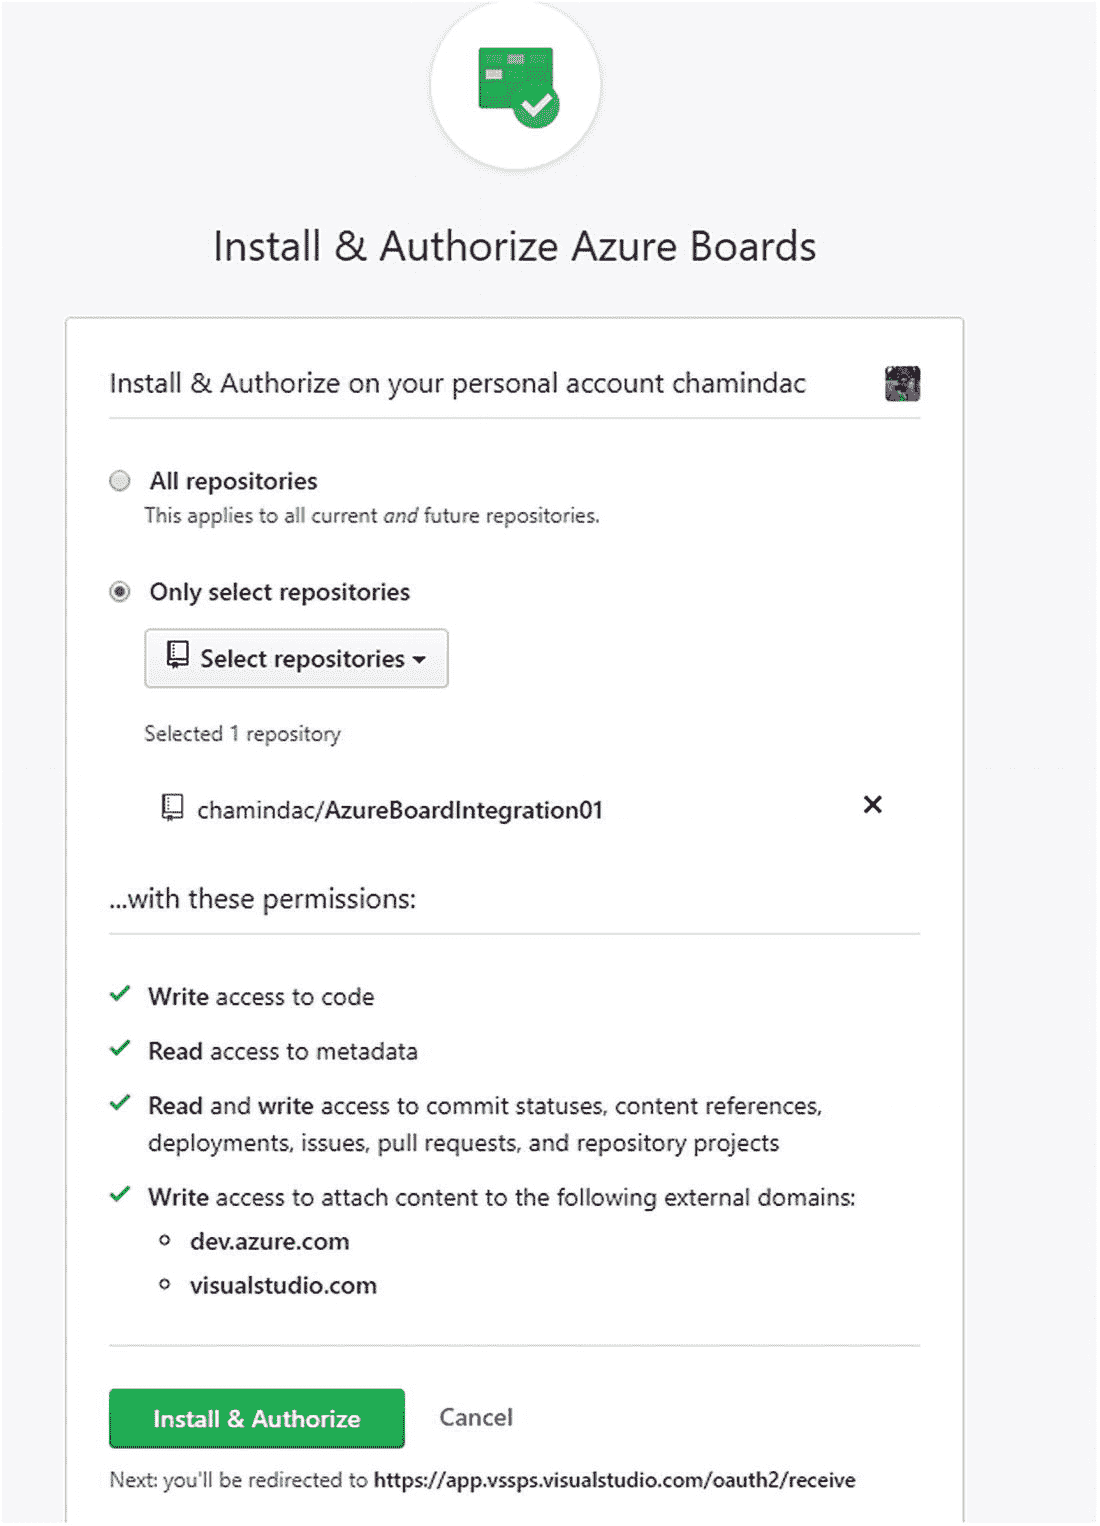 Install & Authorize Azure Boards
Install & Authorize on your personal account chamindac
All repositories
This applies to all current and future repositories.
Only select repositories
Select repositories
Selected 1 repository
chamindac/AzureBoardIntegration01
...with these permissions:
Write access to code
Read access to metadata
Read and write access to commit statuses, content references,
deployments, issues, pull requests, and repository projects
Write access to attach content to the following external domains:
dev.azure.com
visualstudio.com
Install & Authorize Cancel
Next: you'll be redirected to https://app.vssps.visualstudio.com/oauth2/receive